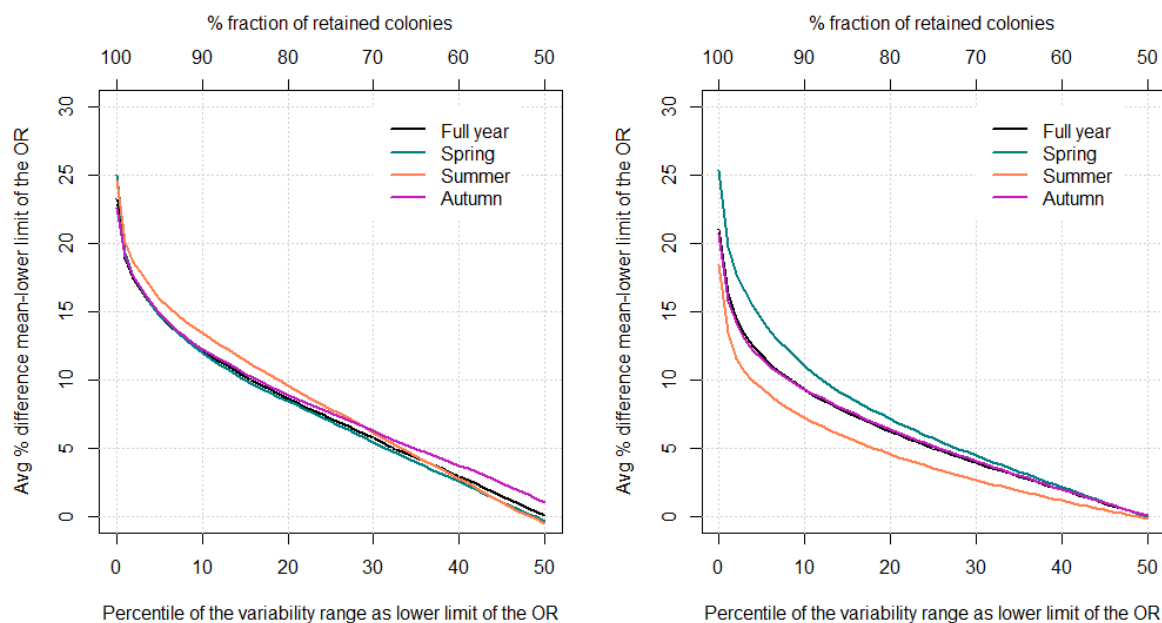 % fraction of retained colonies
100 90 80 70 60 50
Avg % difference mean-lower limit of the OR
30
25
20
15
10
5
0
Full year
Spring
Summer
Autumn
0 10 20 30 40 50
Percentile of the variability range as lower limit of the OR
% fraction of retained colonies
100 90 80 70 60 50
Avg % difference mean-lower limit of the OR
30
25
20
15
10
5
0
Full year
Spring
Summer
Autumn
0 10 20 30 40 50
Percentile of the variability range as lower limit of the OR